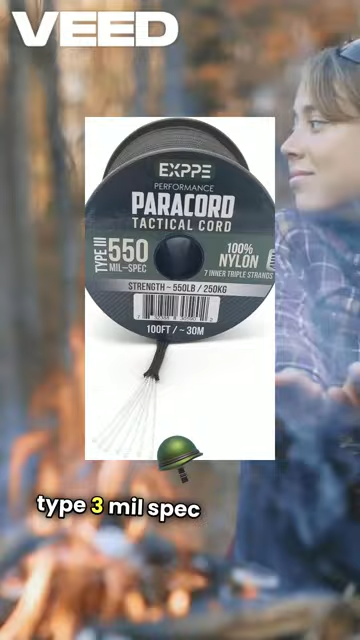 VEED
EXPPE
PERFORMANCE
PARACORD
TACTICAL CORD
TYPE III 550 MIL-SPEC
100% NYLON
7 INNER TRIPLE STRANDS
STRENGTH ~ 550LB / 250KG
100FT / ~ 30M
type 3 mil spec